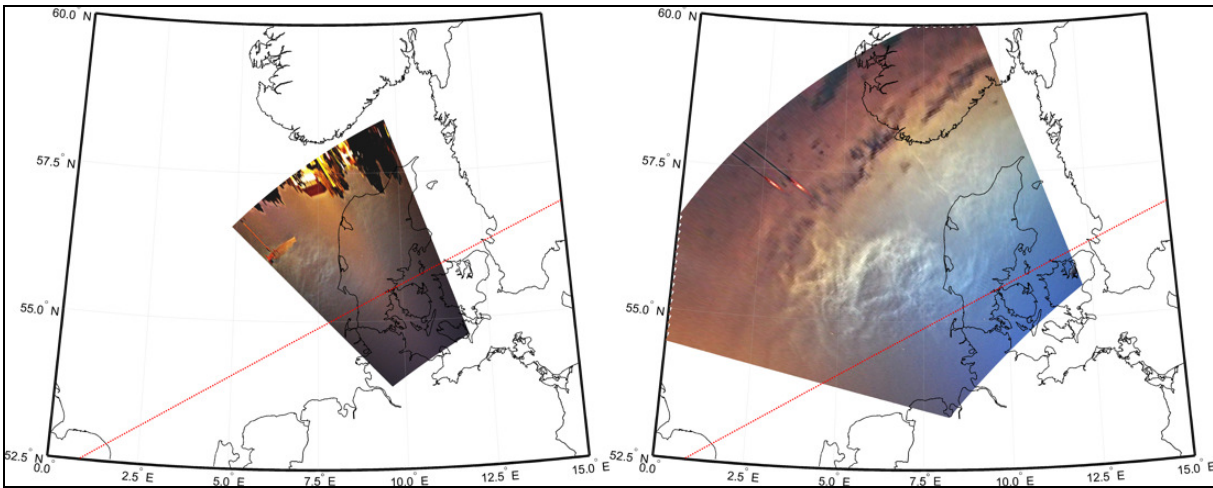 60.0° N
57.5° N
55.0° N
52.5° N
0.0° E
2.5° E
5.0° E
7.5° E
10.0° E
12.5° E
15.0° E
60.0° N
57.5° N
55.0° N
52.5° N
0.0° E
2.5° E
5.0° E
7.5° E
10.0° E
12.5° E
15.0° E